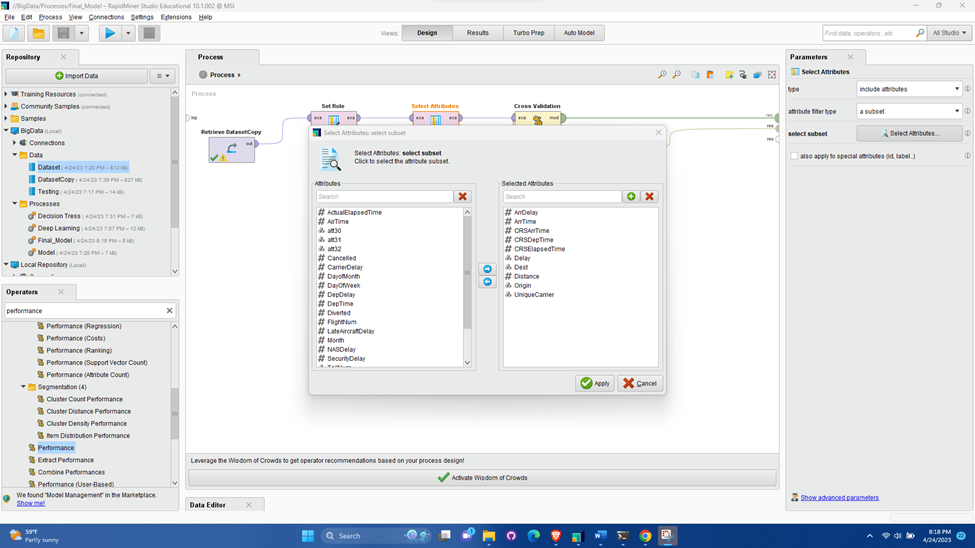 //BigData/Processes/Final_Model – RapidMiner Studio Educational 10.1.002 @ MSI
File Edit Process View Connections Settings Extensions Help
Views: Design Results Turbo Prep Auto Model
Find data, operators...etc
All Studio
Repository
Import Data
Training Resources (connected)
Community Samples (connected)
Samples
BigData (Local)
Connections
Data
Dataset (4/24/23 7:20 PM – 812 kB)
DatasetCopy (4/24/23 7:39 PM – 827 kB)
Testing (4/24/23 7:17 PM – 14 kB)
Processes
Decision Tress (4/24/23 7:31 PM – 7 kB)
Deep Learning (4/24/23 7:07 PM – 12 kB)
Final_Model (4/24/23 8:18 PM – 6 kB)
Model (4/24/23 7:20 PM – 7 kB)
Local Repository (Local)
Operators
performance
Performance (Regression)
Performance (Costs)
Performance (Ranking)
Performance (Support Vector Count)
Performance (Attribute Count)
Segmentation (4)
Cluster Count Performance
Cluster Distance Performance
Cluster Density Performance
Item Distribution Performance
Performance
Extract Performance
Combine Performances
Performance (User-Based)
We found "Model Management" in the Marketplace.
Show me!
Process
Process
Process
inp
Retrieve DatasetCopy
out
Set Role
exa exa
Select Attributes
exa exa
Cross Validation
exa mod
res
res
res
Select Attributes: select subset
Select Attributes: select subset
Click to select the attribute subset.
Attributes
Search
ActualElapsedTime
AirTime
att30
att31
att32
Cancelled
CarrierDelay
DayofMonth
DayOfWeek
DepDelay
DepTime
Diverted
FlightNum
LateAircraftDelay
Month
NASDelay
SecurityDelay
Selected Attributes
Search
ArrDelay
ArrTime
CRSArrTime
CRSDepTime
CRSElapsedTime
Delay
Dest
Distance
Origin
UniqueCarrier
Apply Cancel
Leverage the Wisdom of Crowds to get operator recommendations based on your process design!
Activate Wisdom of Crowds
Data Editor
Parameters
Select Attributes
type include attributes
attribute filter type a subset
select subset Select Attributes...
also apply to special attributes (id, label..)
Show advanced parameters
59°F
Partly sunny
Search
8:18 PM
4/24/2023